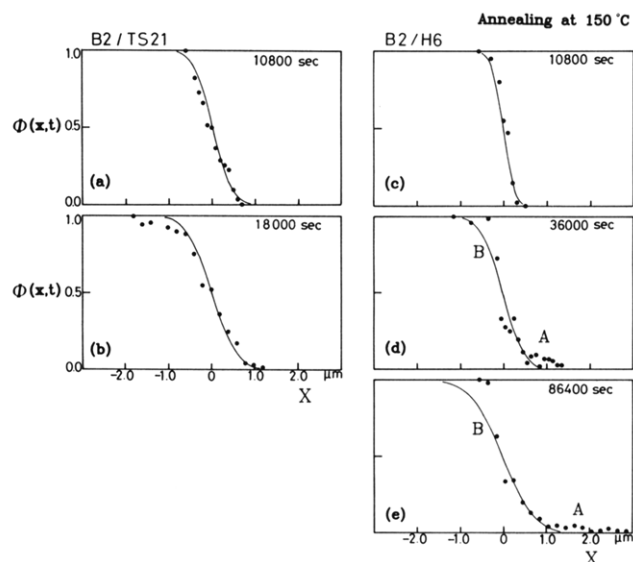 Annealing at 150 °C
B2/TS21
B2/H6
1.0
10800 sec
10800
Φ(x,t)
0.5
(a)
(c)
0.0
1.0
18000 sec
36000 sec
B
Φ(x,t)
0.5
A
(b)
(d)
0.0
-2.0
-1.0
0
1.0
2.0
μm
X
86400 sec
B
A
(e)
-2.0
-1.0
0
1.0
2.0
μm
X